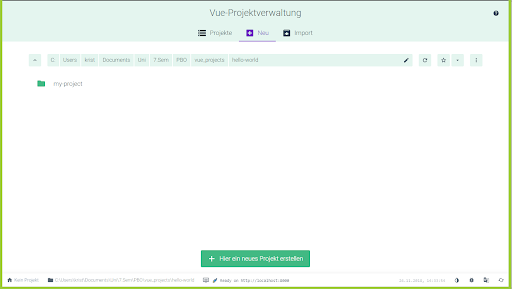 Vue-Projektverwaltung
Projekte Neu Import
C Users krist Documents Uni 7.Sem PBO vue_projects hello-world
my-project
Hier ein neues Projekt erstellen
Kein Projekt C:\Users\krist\Documents\Uni\7.Sem\PBO\vue_projects\hello-world Ready on http://localhost:8000